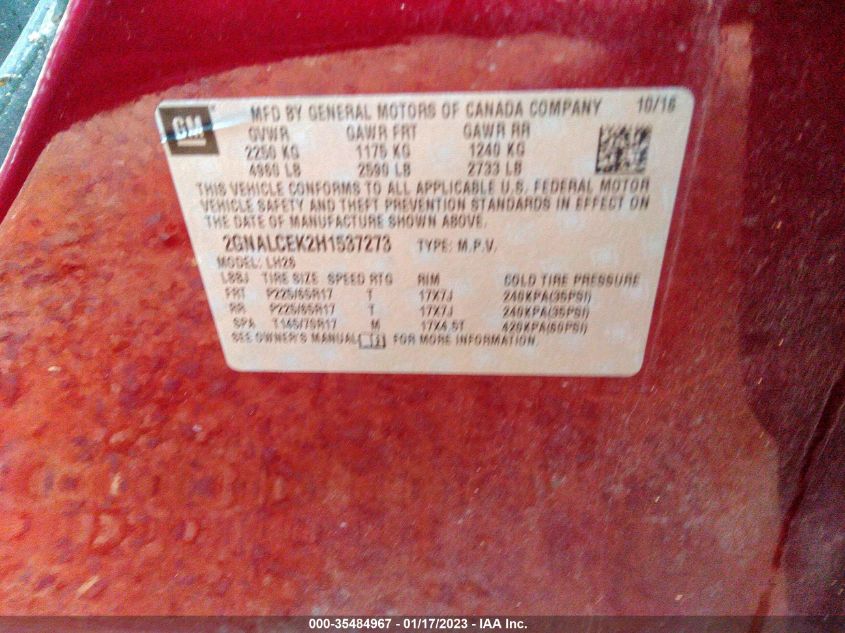 GM
MFD BY GENERAL MOTORS OF CANADA COMPANY 10/16
GVWR GAWR FRT GAWR RR
2250 KG 1175 KG 1240 KG
4960 LB 2590 LB 2733 LB
THIS VEHICLE CONFORMS TO ALL APPLICABLE U.S. FEDERAL MOTOR
VEHICLE SAFETY AND THEFT PREVENTION STANDARDS IN EFFECT ON
THE DATE OF MANUFACTURE SHOWN ABOVE.
2GNALCEK2H1537273 TYPE: M.P.V.
MODEL: LH26
TIRE SIZE SPEED RTG RIM COLD TIRE PRESSURE
FRT P225/65R17 T 17X7J 240KPA(35PSI)
RR P225/65R17 T 17X7J 240KPA(35PSI)
SPA T145/70R17 M 17X4.5T 420KPA(60PSI)
SEE OWNER'S MANUAL FOR MORE INFORMATION
000-35484967 - 01/17/2023 - IAA Inc.